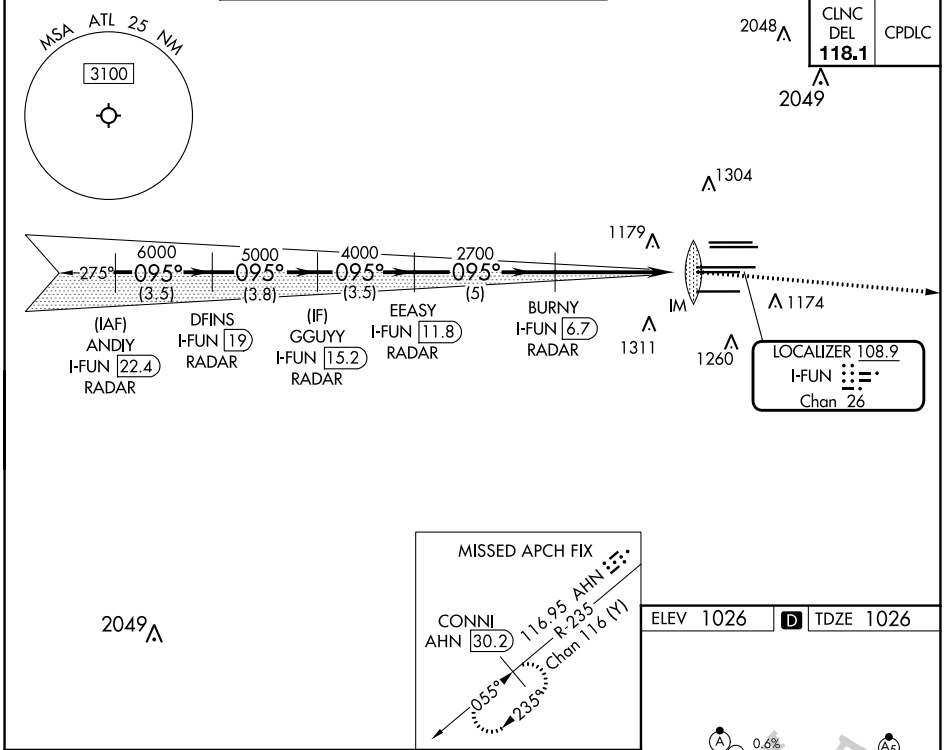 MSA ATL 25 NM
3100
2048
CLNC
DEL
118.1
CPDLC
2049
1304
1179
6000
5000
4000
2700
275°
095°
095°
095°
095°
(3.5)
(3.8)
(3.5)
(5)
(IAF)
ANDIY
I-FUN 22.4
RADAR
DFINS
I-FUN 19
RADAR
(IF)
GGUYY
I-FUN 15.2
RADAR
EEASY
I-FUN 11.8
RADAR
BURNY
I-FUN 6.7
RADAR
IM
1311
1260
1174
LOCALIZER 108.9
I-FUN
Chan 26
MISSED APCH FIX
CONNI
AHN 30.2
116.95 AHN
R-235
Chan 116 (Y)
055°
235°
2049
ELEV 1026
D
TDZE 1026
A
0.6%
A5